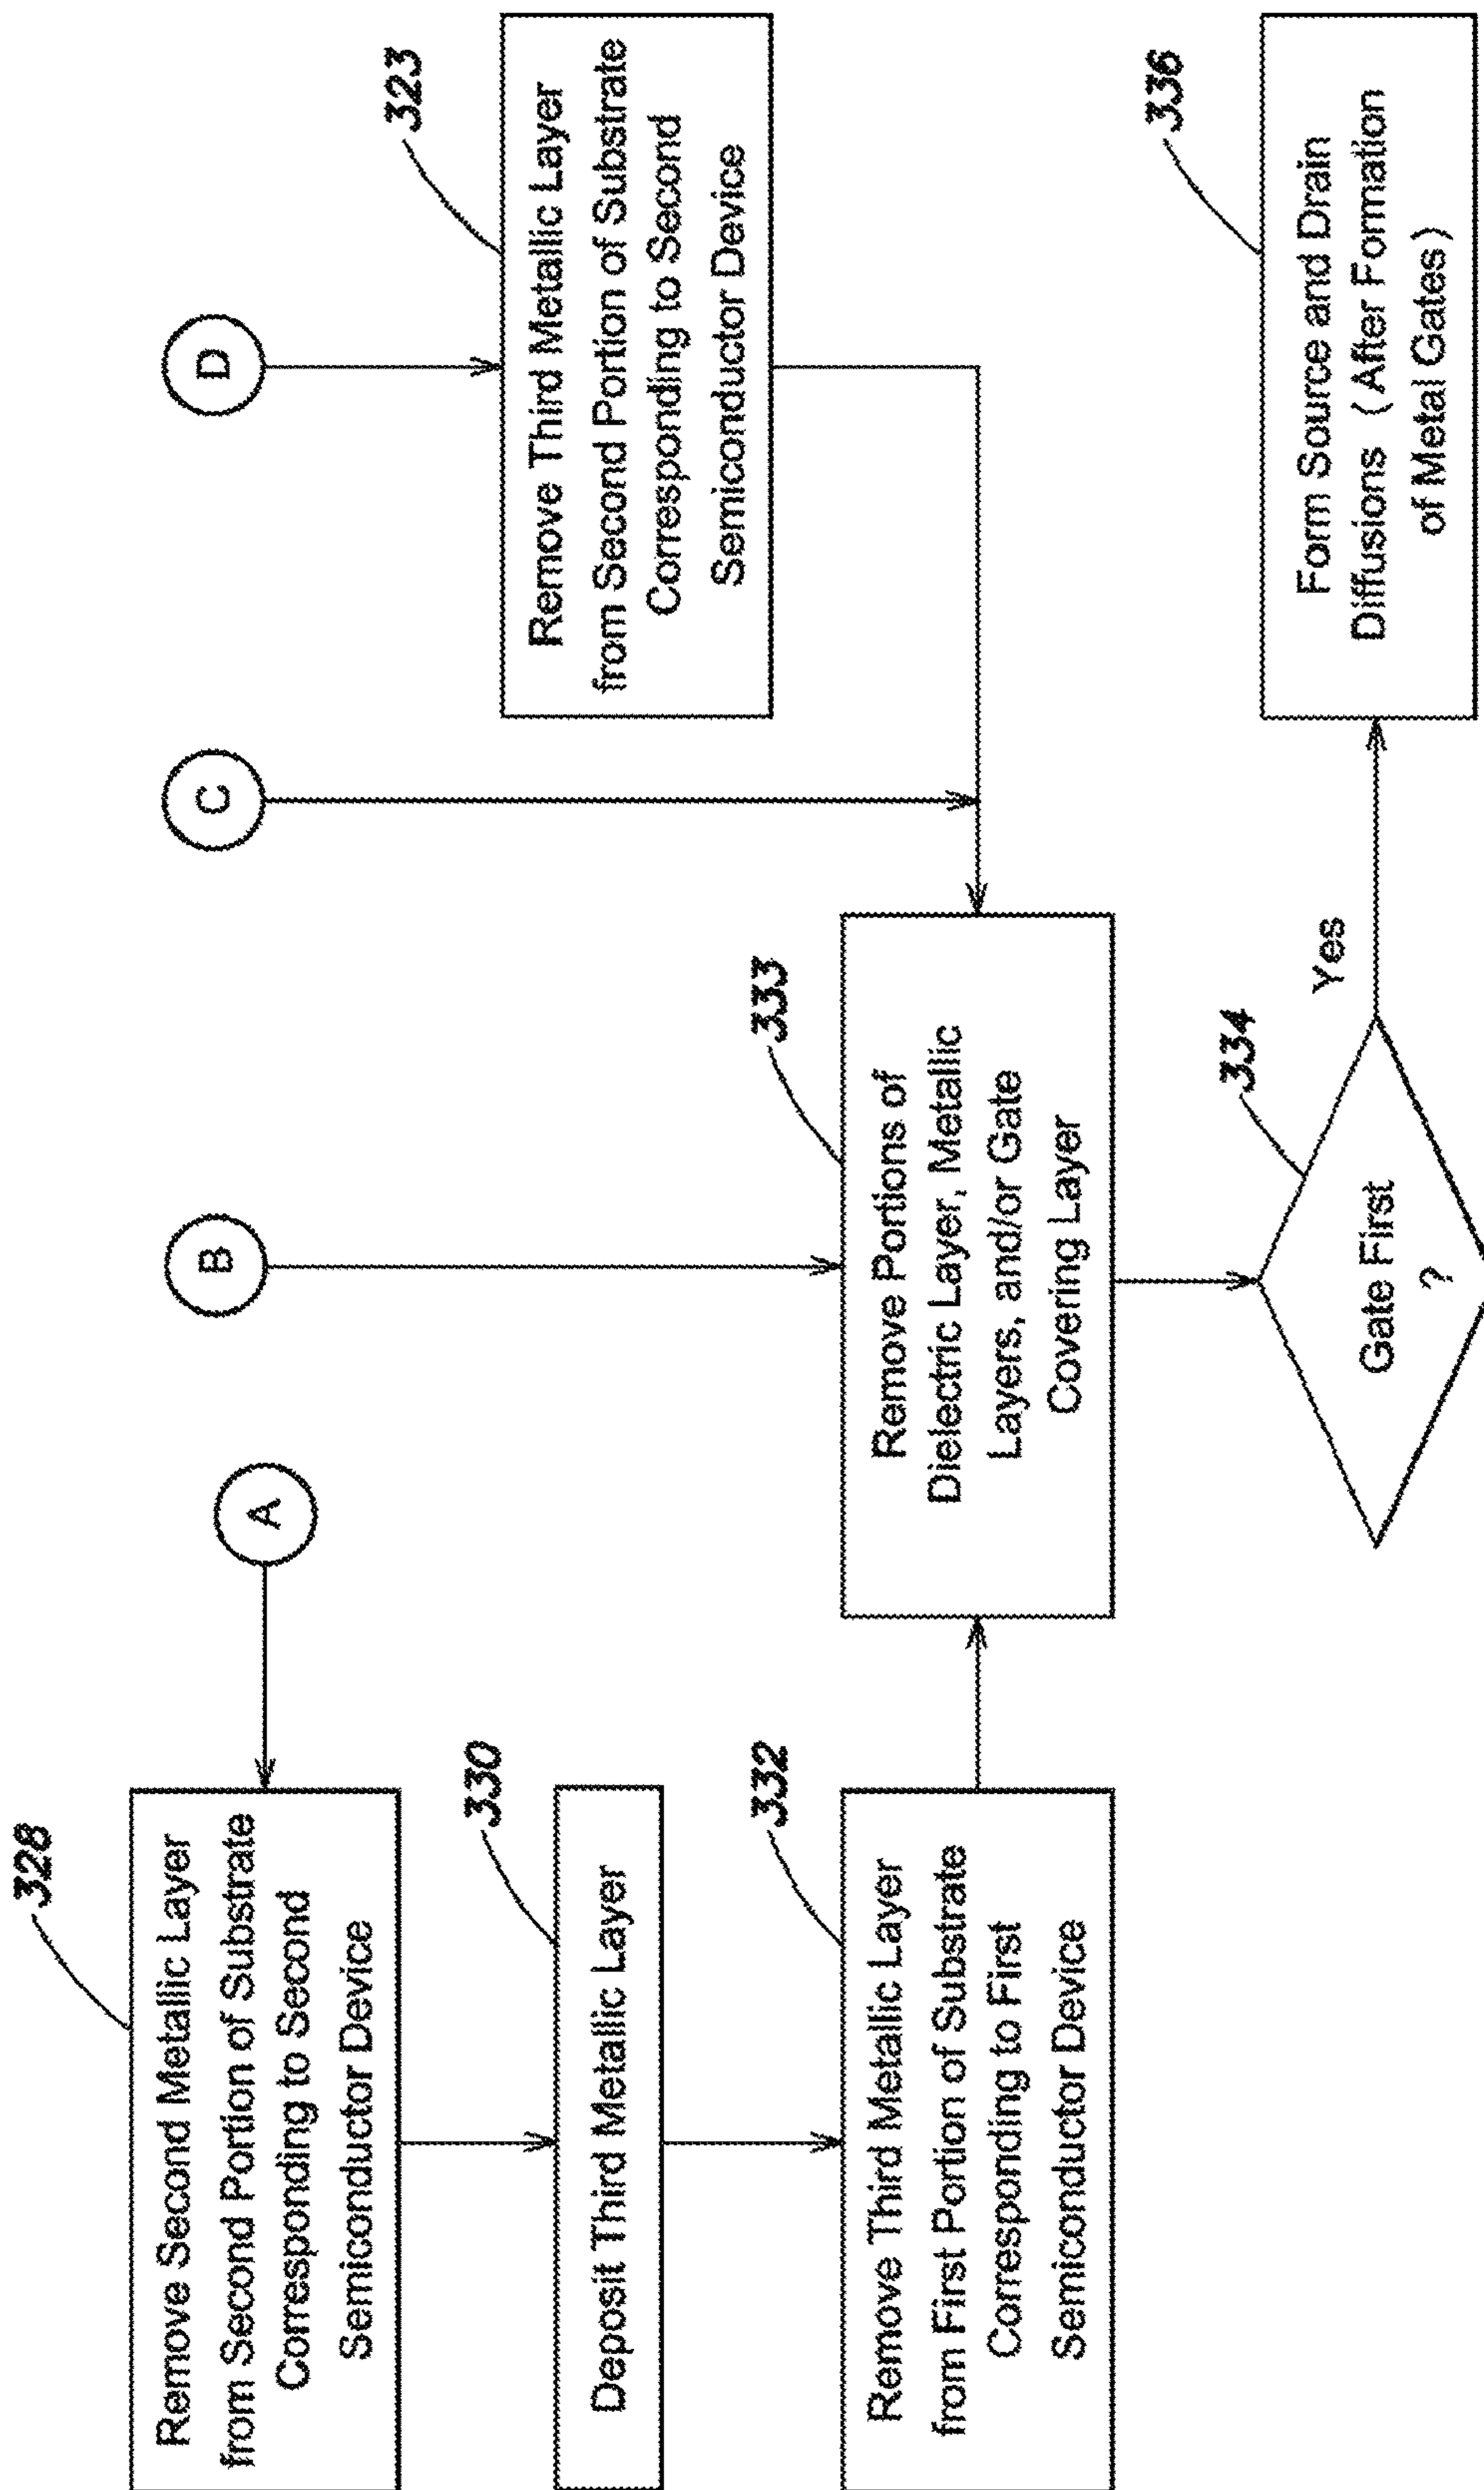 A
B
C
D
328
Remove Second Metallic Layer
from Second Portion of Substrate
Corresponding to Second
Semiconductor Device
323
Remove Third Metallic Layer
from Second Portion of Substrate
Corresponding to Second
Semiconductor Device
330
Deposit Third Metallic Layer
332
Remove Third Metallic Layer
from First Portion of Substrate
Corresponding to First
Semiconductor Device
333
Remove Portions of
Dielectric Layer, Metallic
Layers, and/or Gate
Covering Layer
334
Gate First
?
Yes
336
Form Source and Drain
Diffusions (After Formation
of Metal Gates)